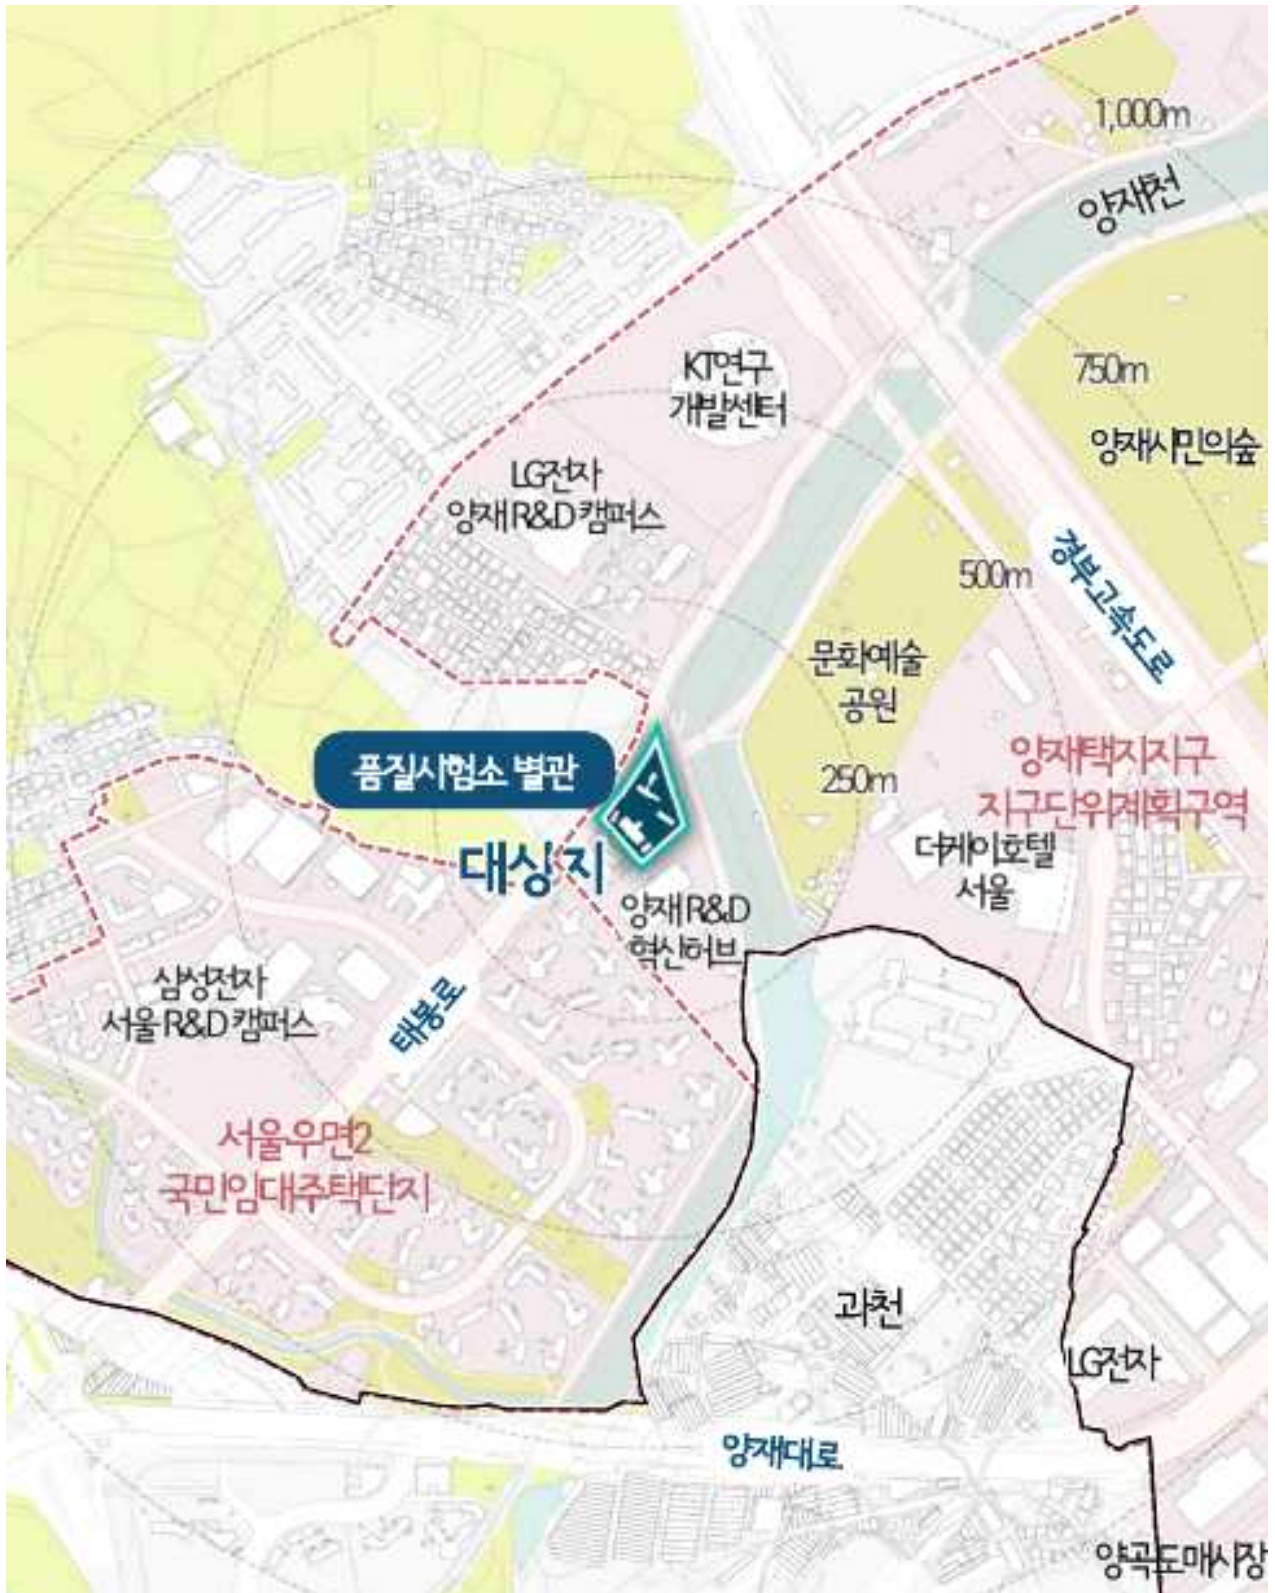 1,000m
양재천
KT연구
개발센터
750m
양재시민의숲
LG전자
양재 R&D 캠퍼스
경부고속도로
500m
문화예술
공원
양재택지지구
지구단위계획구역
품질시험소 별관
250m
더케이호텔
서울
대상지
양재 R&D
혁신허브
삼성전자
서울 R&D 캠퍼스
태봉로
서울우면2
국민임대주택단지
과천
LG전자
양재대로
양곡도매시장